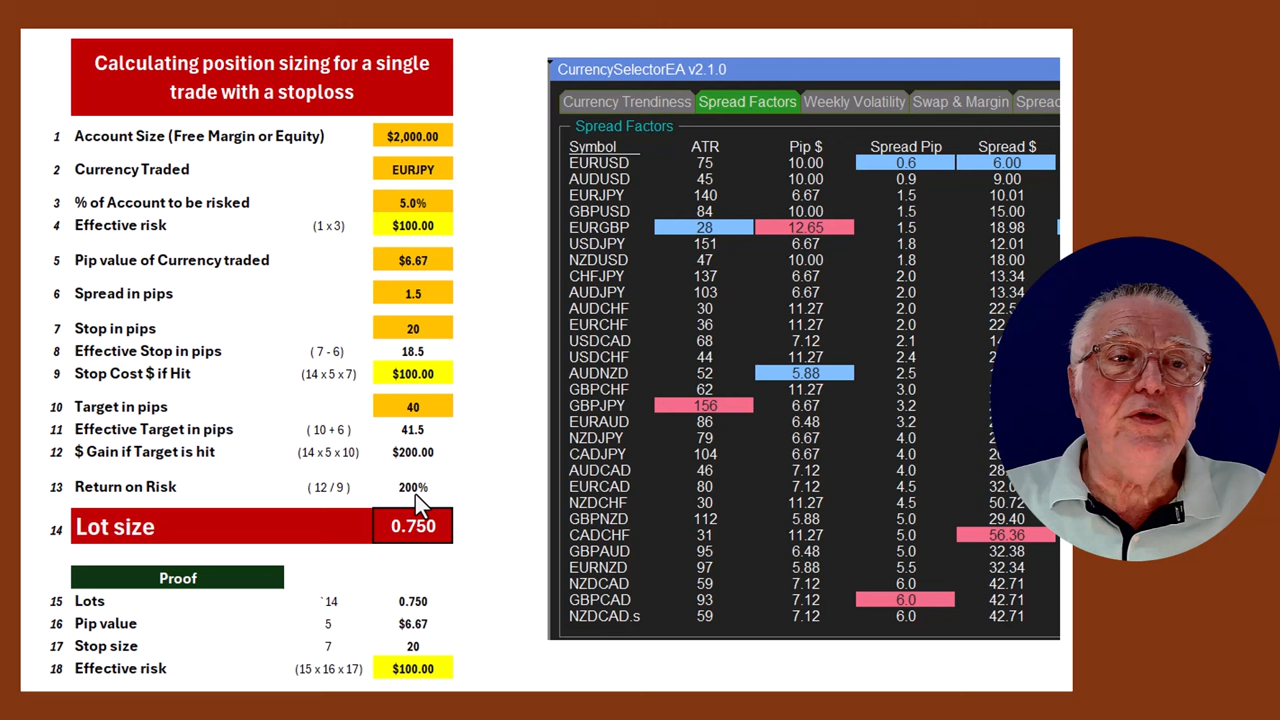 Calculating position sizing for a single
trade with a stoploss
1 Account Size (Free Margin or Equity) $2,000.00
2 Currency Traded EURJPY
3 % of Account to be risked 5.0%
4 Effective risk (1 x 3) $100.00
5 Pip value of Currency traded $6.67
6 Spread in pips 1.5
7 Stop in pips 20
8 Effective Stop in pips ( 7 - 6) 18.5
9 Stop Cost $ if Hit (14 x 5 x 7) $100.00
10 Target in pips 40
11 Effective Target in pips ( 10 + 6 ) 41.5
12 $ Gain if Target is hit (14 x 5 x 10) $200.00
13 Return on Risk ( 12 / 9 ) 200%
14 Lot size 0.750
Proof
15 Lots `14 0.750
16 Pip value 5 $6.67
17 Stop size 7 20
18 Effective risk (15 x 16 x 17) $100.00
CurrencySelectorEA v2.1.0
Currency Trendiness Spread Factors Weekly Volatility Swap & Margin Spread
Spread Factors
Symbol ATR Pip $ Spread Pip Spread $
EURUSD 75 10.00 0.6 6.00
AUDUSD 45 10.00 0.9 9.00
EURJPY 140 6.67 1.5 10.01
GBPUSD 84 10.00 1.5 15.00
EURGBP 28 12.65 1.5 18.98
USDJPY 151 6.67 1.8 12.01
NZDUSD 47 10.00 1.8 18.00
CHFJPY 137 6.67 2.0 13.34
AUDJPY 103 6.67 2.0 13.34
AUDCHF 30 11.27 2.0 22.5
EURCHF 36 11.27 2.0 22
USDCAD 68 7.12 2.1 
USDCHF 44 11.27 2.4
AUDNZD 52 5.88 2.5
GBPCHF 62 11.27 3.0
GBPJPY 156 6.67 3.2
EURAUD 86 6.48 3.2
NZDJPY 79 6.67 4.0
CADJPY 104 6.67 4.0
AUDCAD 46 7.12 4.0 28
EURCAD 80 7.12 4.5
NZDCHF 30 11.27 4.5 50.72
GBPNZD 112 5.88 5.0 29.40
CADCHF 31 11.27 5.0 56.36
GBPAUD 95 6.48 5.0 32.38
EURNZD 97 5.88 5.5 32.34
NZDCAD 59 7.12 6.0 42.71
GBPCAD 93 7.12 6.0 42.71
NZDCAD.s 59 7.12 6.0 42.71